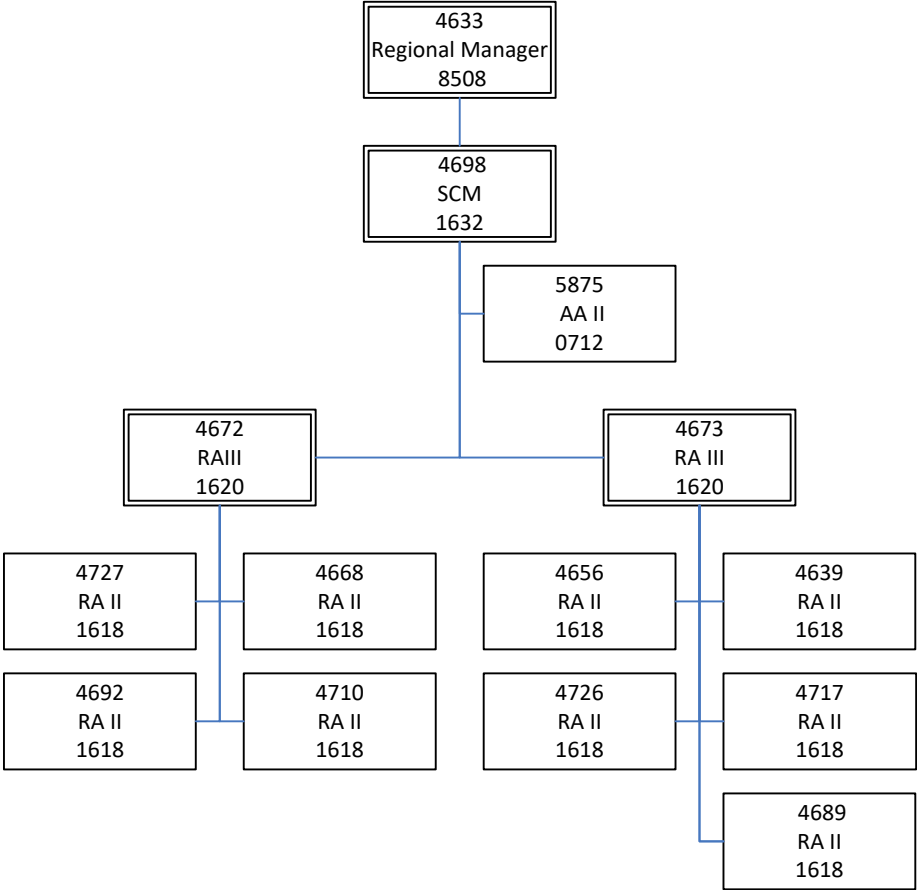 4633
Regional Manager
8508
4698
SCM
1632
5875
AA II
0712
4672
RAIII
1620
4673
RA III
1620
4727
RA II
1618
4668
RA II
1618
4656
RA II
1618
4639
RA II
1618
4692
RA II
1618
4710
RA II
1618
4726
RA II
1618
4717
RA II
1618
4689
RA II
1618